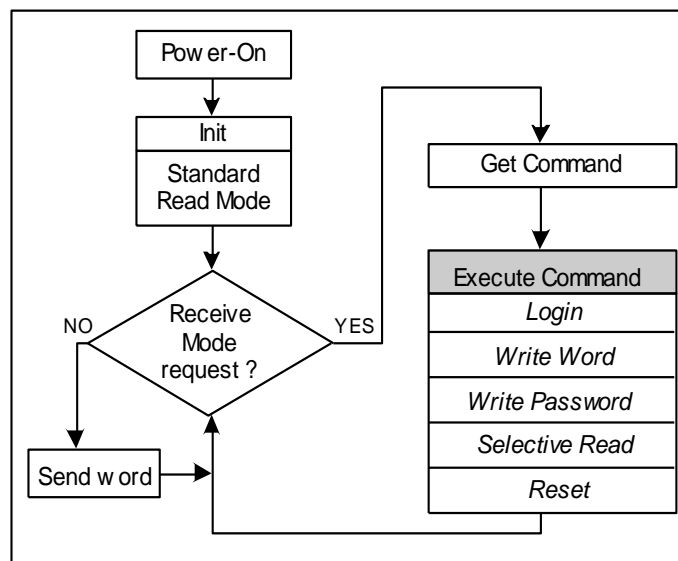 Power-On
Init
Standard
Read Mode
Receive
Mode
request ?
NO
YES
Send word
Get Command
Execute Command
Login
Write Word
Write Password
Selective Read
Reset